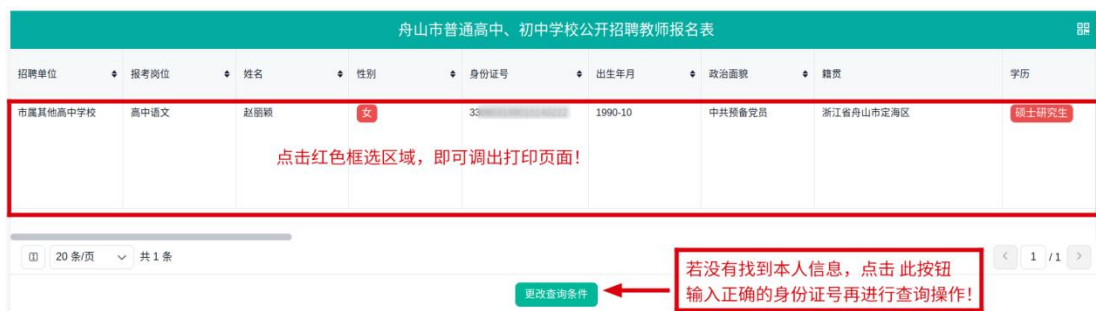 舟山市普通高中、初中学校公开招聘教师报名表
招聘单位 报考岗位 姓名 性别 身份证号 出生年月 政治面貌 籍贯 学历
市属其他高中学校 高中语文 赵丽颖 女 33 1990-10 中共预备党员 浙江省舟山市定海区 硕士研究生
点击红色框选区域，即可调出打印页面！
20 条/页 共 1 条 1 / 1
若没有找到本人信息，点击 此按钮
输入正确的身份证号再进行查询操作！
更改查询条件